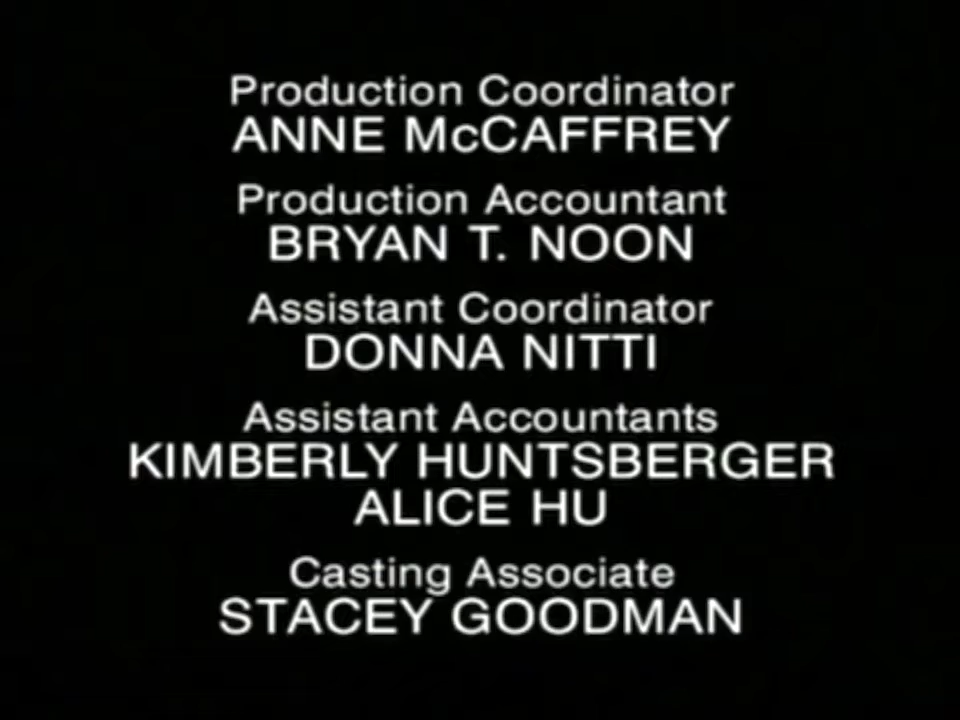 Production Coordinator
ANNE McCAFFREY
Production Accountant
BRYAN T. NOON
Assistant Coordinator
DONNA NITTI
Assistant Accountants
KIMBERLY HUNTSBERGER
ALICE HU
Casting Associate
STACEY GOODMAN